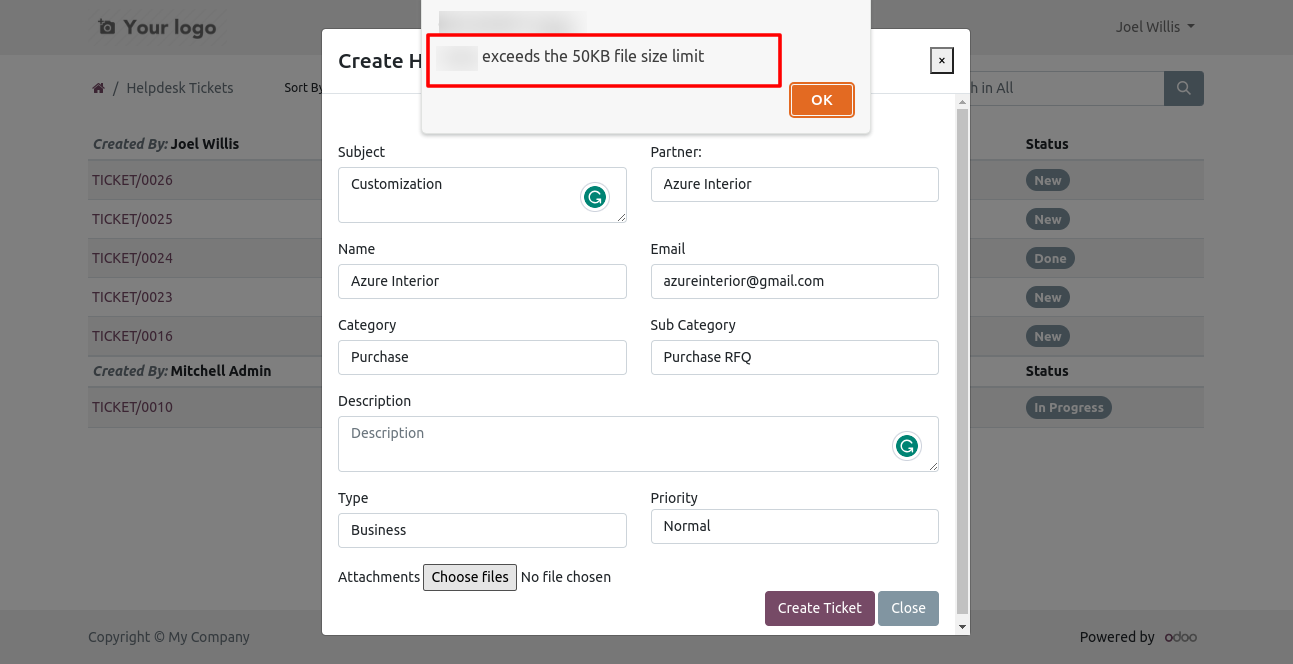 Your logo
Joel Willis
exceeds the 50KB file size limit
OK
Create H
×
/ Helpdesk Tickets
Sort By
h in All
Created By: Joel Willis
Status
TICKET/0026
New
TICKET/0025
New
TICKET/0024
Done
TICKET/0023
New
TICKET/0016
New
Created By: Mitchell Admin
Status
TICKET/0010
In Progress
Subject
Partner:
Customization
Azure Interior
Name
Email
Azure Interior
azureinterior@gmail.com
Category
Sub Category
Purchase
Purchase RFQ
Description
Description
Type
Priority
Business
Normal
Attachments Choose files No file chosen
Create Ticket
Close
Copyright © My Company
Powered by odoo